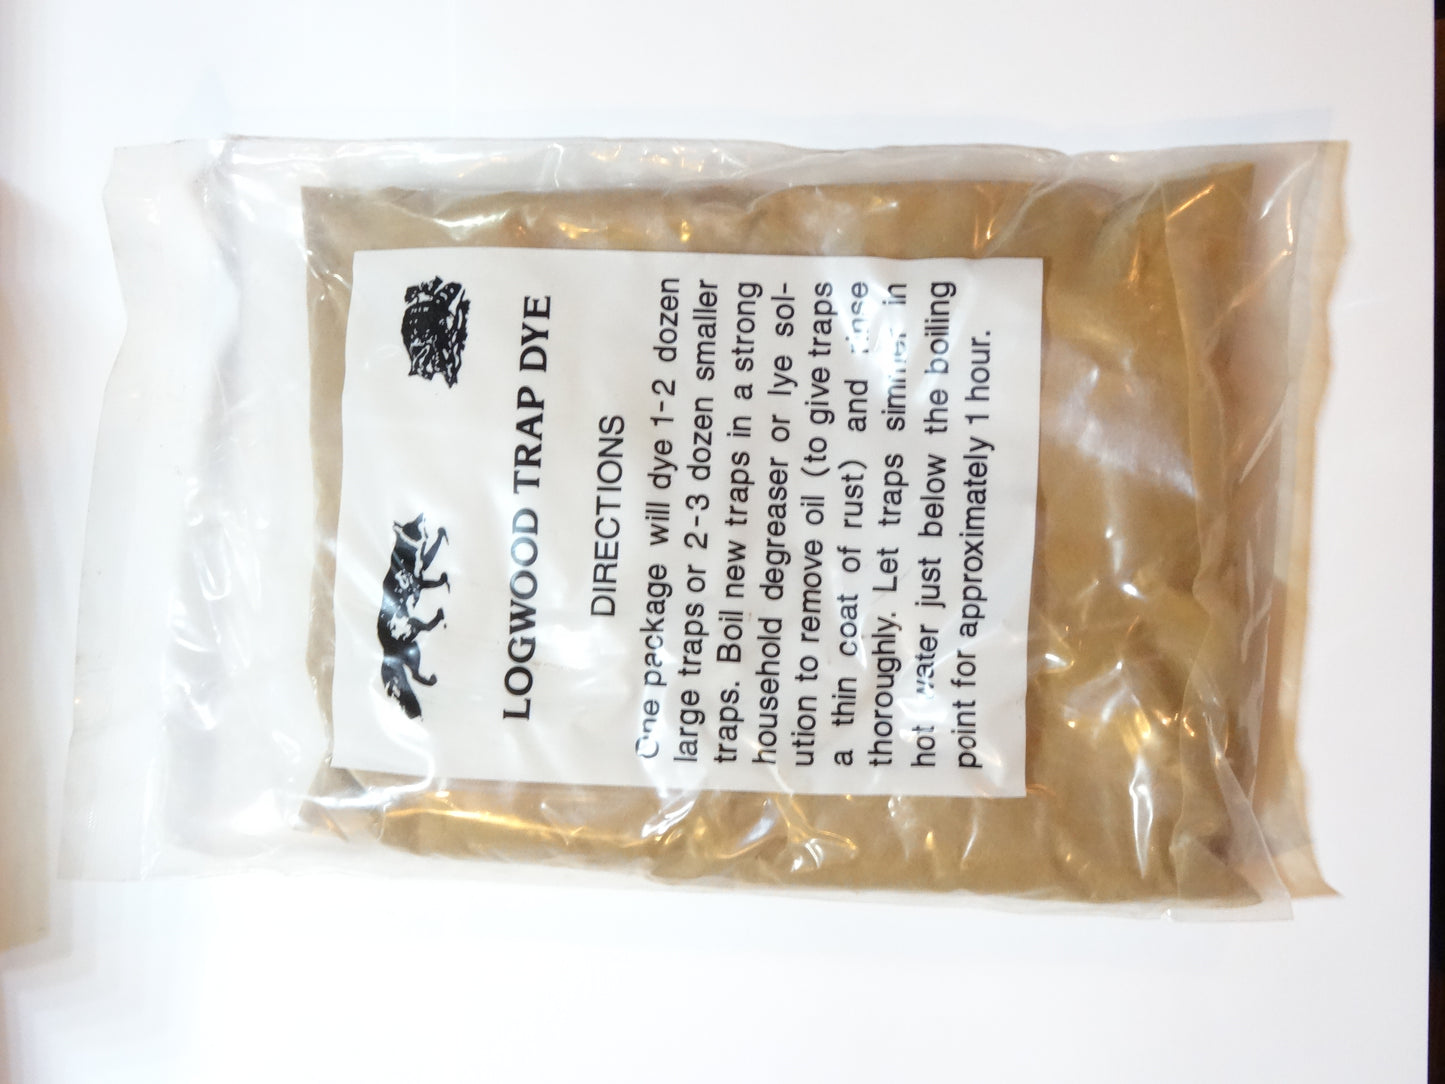 LOGWOOD TRAP DYE
DIRECTIONS
One package will dye 1-2 dozen
large traps or 2-3 dozen smaller
traps. Boil new traps in a strong
household degreaser or lye sol-
ution to remove oil (to give traps
a thin coat of rust) and rinse
thoroughly. Let traps simmer in
hot water just below the boiling
point for approximately 1 hour.